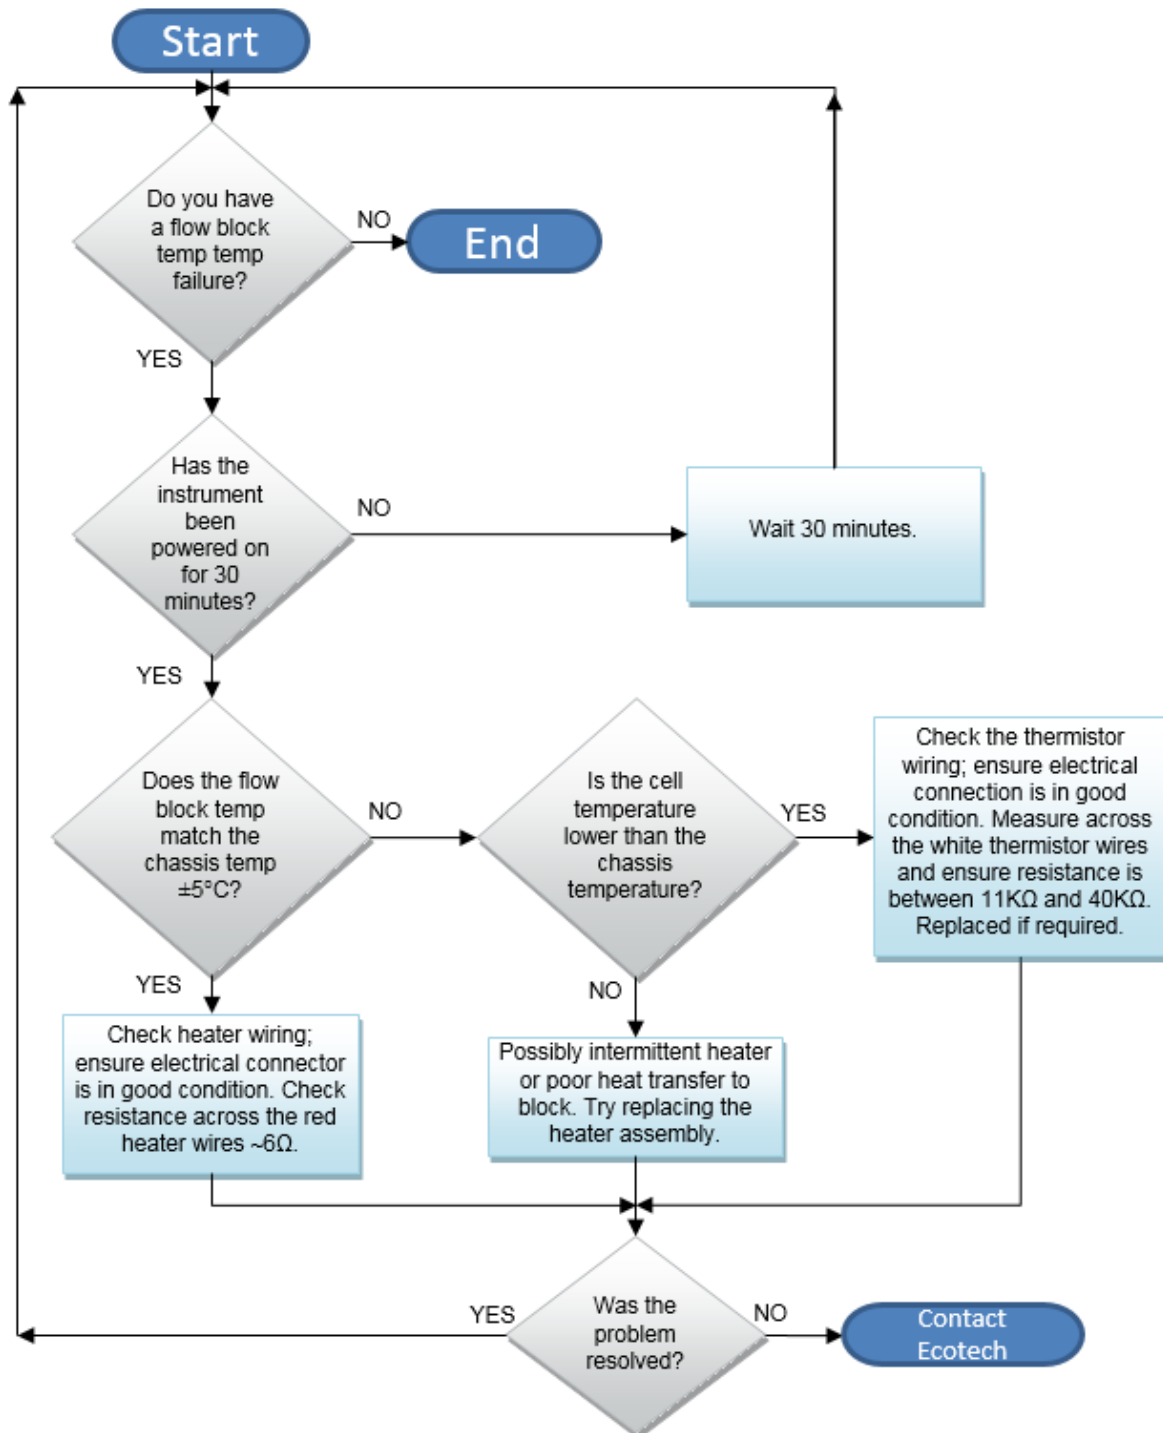 Start
Do you have
a flow block
temp temp
failure?
NO
End
YES
Has the
instrument
been
powered on
for 30
minutes?
NO
Wait 30 minutes.
YES
Does the flow
block temp
match the
chassis temp
±5°C?
NO
Is the cell
temperature
lower than the
chassis
temperature?
YES
Check the thermistor
wiring; ensure electrical
connection is in good
condition. Measure across
the white thermistor wires
and ensure resistance is
between 11KΩ and 40KΩ.
Replaced if required.
YES
Check heater wiring;
ensure electrical connector
is in good condition. Check
resistance across the red
heater wires ~6Ω.
NO
Possibly intermittent heater
or poor heat transfer to
block. Try replacing the
heater assembly.
YES
Was the
problem
resolved?
NO
Contact
Ecotech